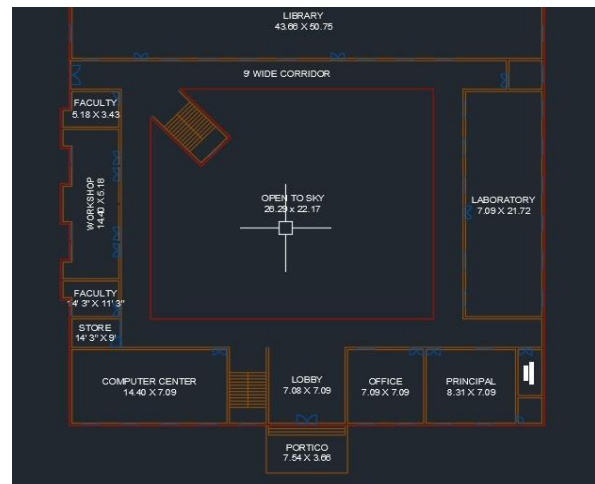 LIBRARY
43.66 X 50.75
9' WIDE CORRIDOR
FACULTY
5.18 X 3.43
WORKSHOP
14.40 X 5.18
OPEN TO SKY
26.29 x 22.17
LABORATORY
7.09 X 21.72
FACULTY
14' 3" X 11' 3"
STORE
14' 3" X 9'
COMPUTER CENTER
14.40 X 7.09
LOBBY
7.08 X 7.09
OFFICE
7.09 X 7.09
PRINCIPAL
8.31 X 7.09
PORTICO
7.54 X 3.66